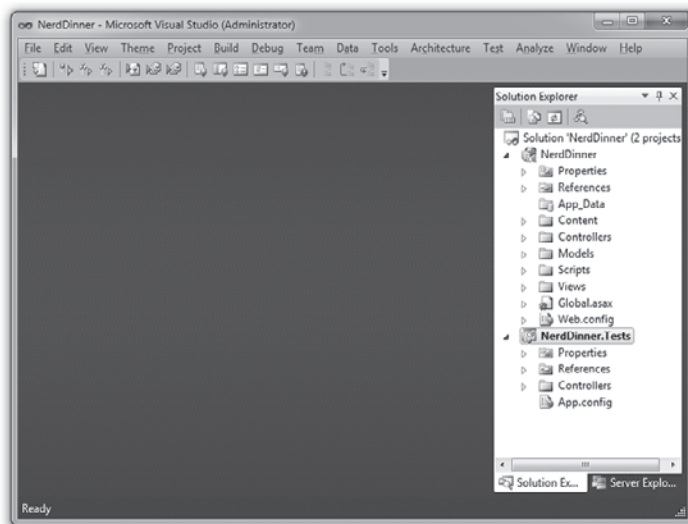 NerdDinner - Microsoft Visual Studio (Administrator)
File Edit View Theme Project Build Debug Team Data Tools Architecture Test Analyze Window Help
Solution Explorer
Solution 'NerdDinner' (2 projects
NerdDinner
Properties
References
App_Data
Content
Controllers
Models
Scripts
Views
Global.asax
Web.config
NerdDinner.Tests
Properties
References
Controllers
App.config
Solution Ex... Server Explo...
Ready